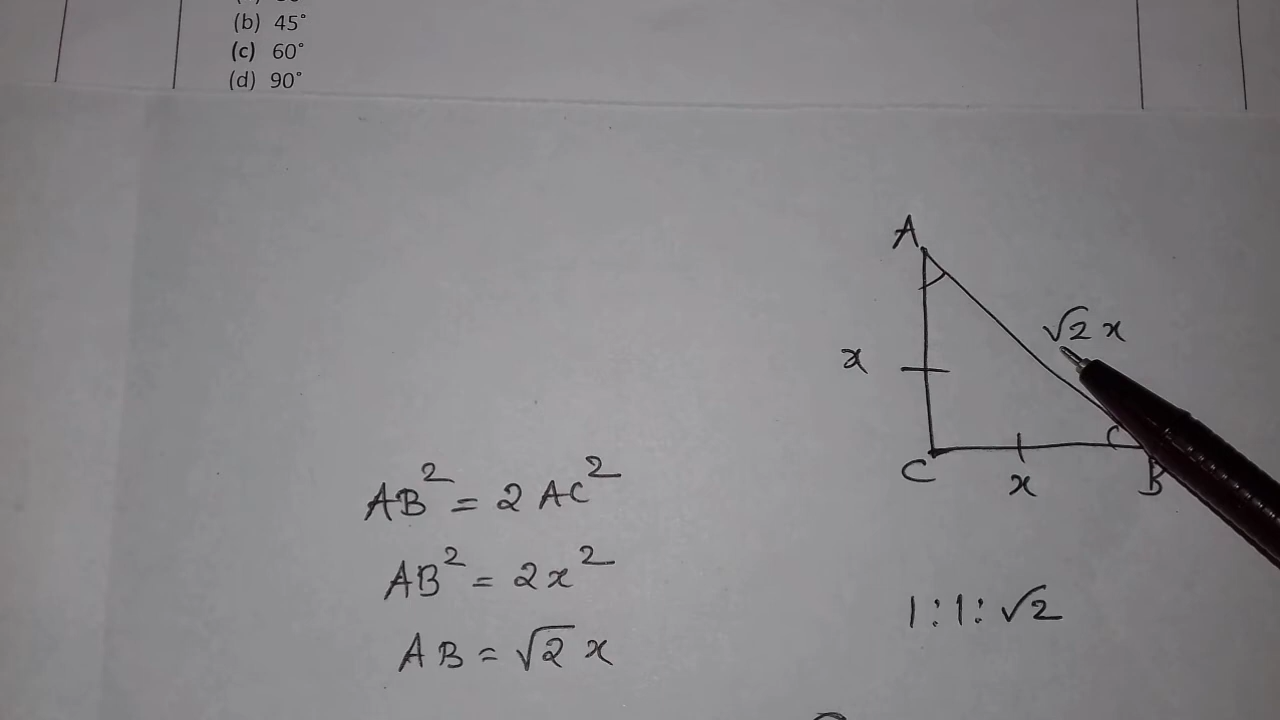 (b) 45°
(c) 60°
(d) 90°
A
√2 x
x
C
x
B
AB² = 2 AC²
AB² = 2x²
AB = √2 x
1:1:√2